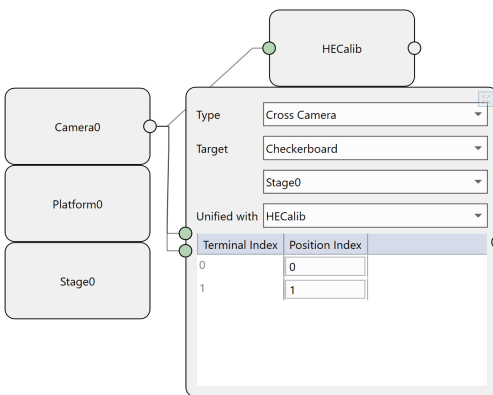 HECalib
Camera0
Platform0
Stage0
Type Cross Camera
Target Checkerboard
Stage0
Unified with HECalib
Terminal Index Position Index
0 0
1 1